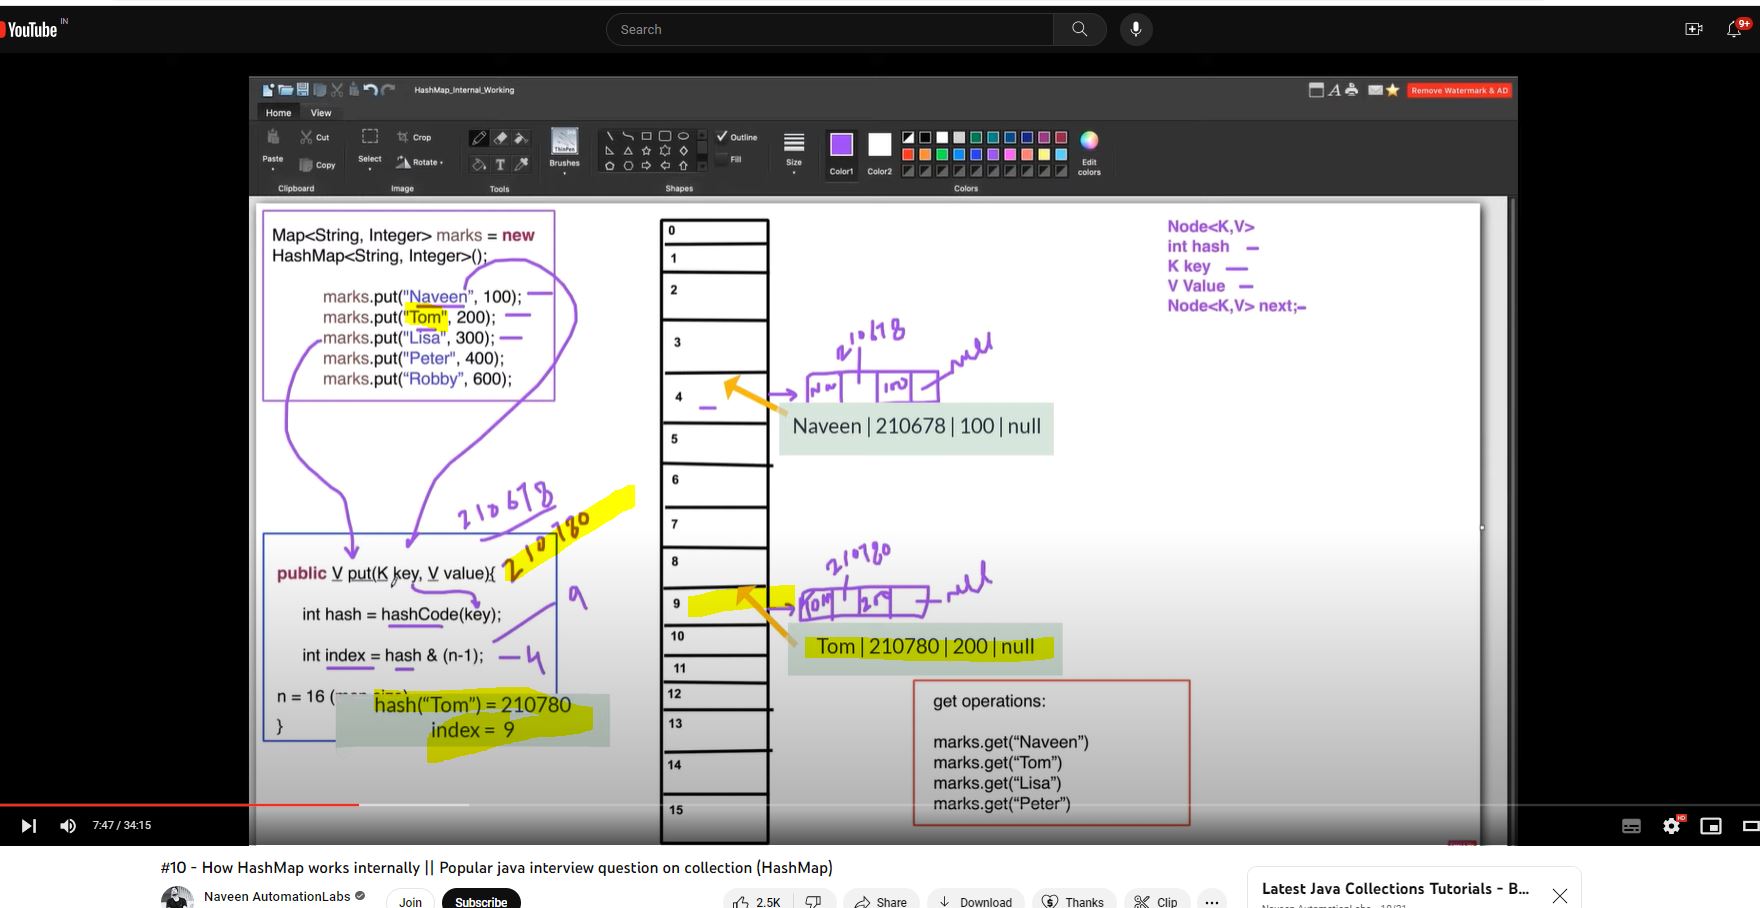 YouTube IN
Search
9+
HashMap_Internal_Working
Remove Watermark & AD
Home View
Paste
Cut
Copy
Clipboard
Select
Crop
Rotate
Image
Tools
Brushes
Outline
Fill
Shapes
Size
Color1
Color2
Edit colors
Colors
Map<String, Integer> marks = new
HashMap<String, Integer>();
marks.put("Naveen", 100);
marks.put("Tom", 200);
marks.put("Lisa", 300);
marks.put("Peter", 400);
marks.put("Robby", 600);
210678
210780
public V put(K key, V value){
int hash = hashCode(key);
9
int index = hash & (n-1);
4
n = 16 (map size)
}
hash("Tom") = 210780
index = 9
0
1
2
3
4
5
6
7
8
9
10
11
12
13
14
15
210678
null
100
Naveen | 210678 | 100 | null
210780
null
Tom 200
Tom | 210780 | 200 | null
Node<K,V>
int hash
K key
V Value
Node<K,V> next;
get operations:
marks.get("Naveen")
marks.get("Tom")
marks.get("Lisa")
marks.get("Peter")
7:47 / 34:15
HD
#10 - How HashMap works internally || Popular java interview question on collection (HashMap)
Naveen AutomationLabs
Join
Subscribe
2.5K
Share
Download
Thanks
Clip
...
Latest Java Collections Tutorials - B...